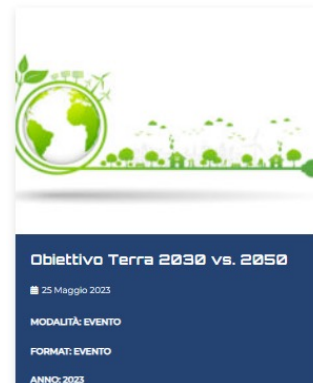 Obiettivo Terra 2030 vs. 2050
25 Maggio 2023
MODALITÀ: EVENTO
FORMAT: EVENTO
ANNO: 2023